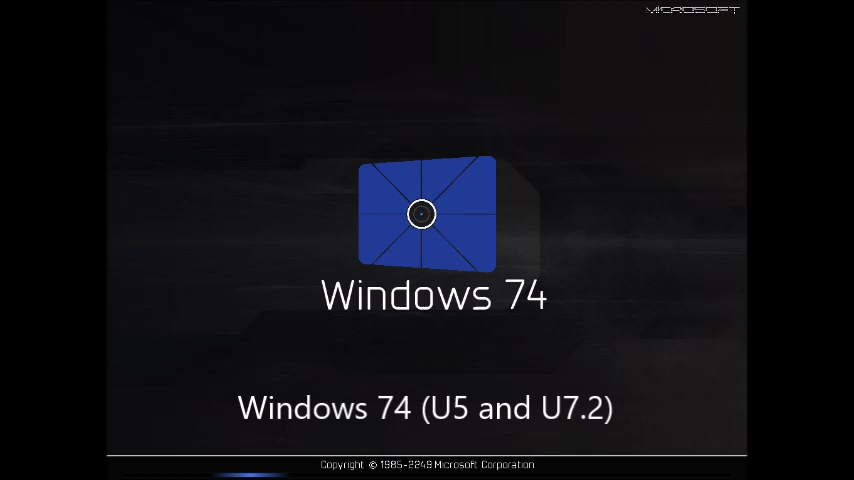 MICROSOFT
Windows 74
Windows 74 (U5 and U7.2)
Copyright © 1985-2249 Microsoft Corporation